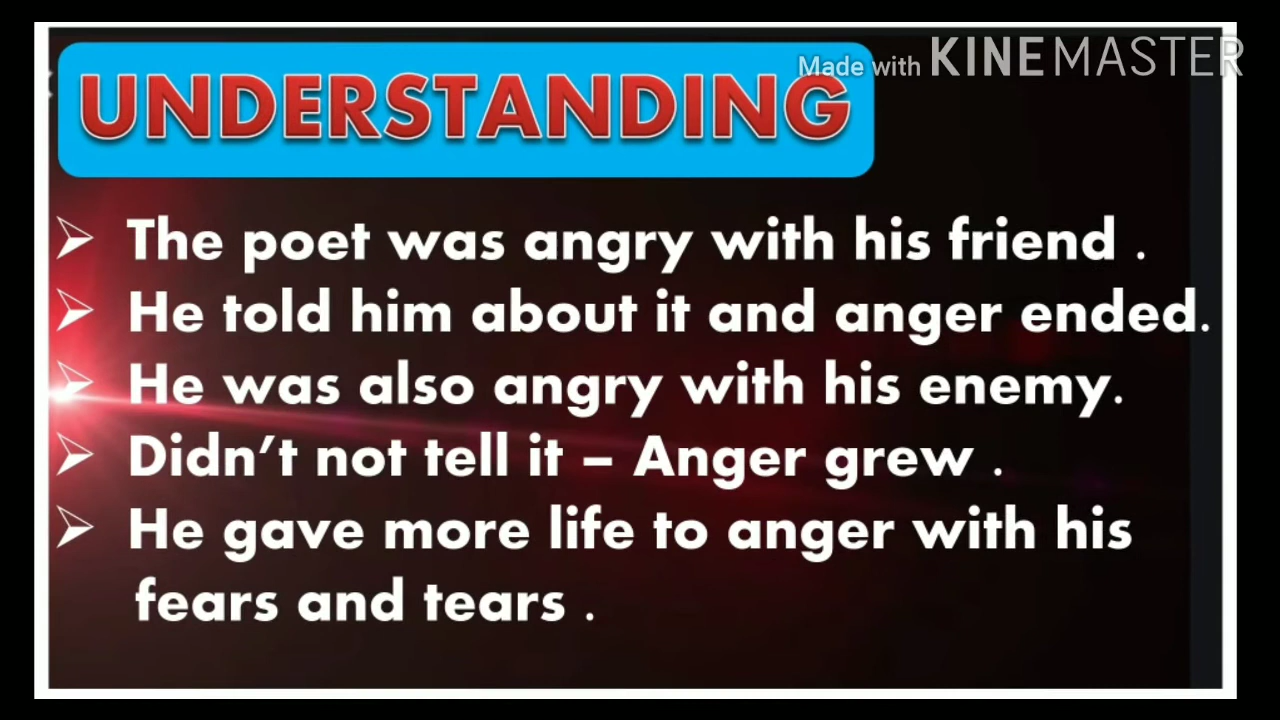 Made with KINEMASTER
UNDERSTANDING
➢ The poet was angry with his friend .
➢ He told him about it and anger ended.
➢ He was also angry with his enemy.
➢ Didn’t not tell it – Anger grew .
➢ He gave more life to anger with his
fears and tears .